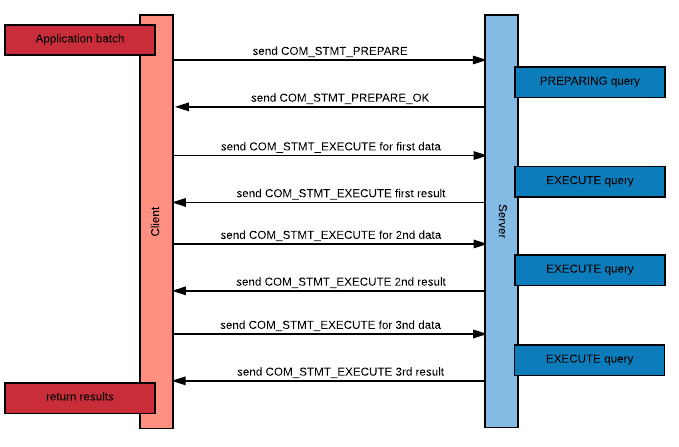 Application batch
send COM_STMT_PREPARE
PREPARING query
send COM_STMT_PREPARE_OK
send COM_STMT_EXECUTE for first data
EXECUTE query
send COM_STMT_EXECUTE first result
Client
Server
send COM_STMT_EXECUTE for 2nd data
EXECUTE query
send COM_STMT_EXECUTE 2nd result
send COM_STMT_EXECUTE for 3nd data
EXECUTE query
send COM_STMT_EXECUTE 3rd result
return results